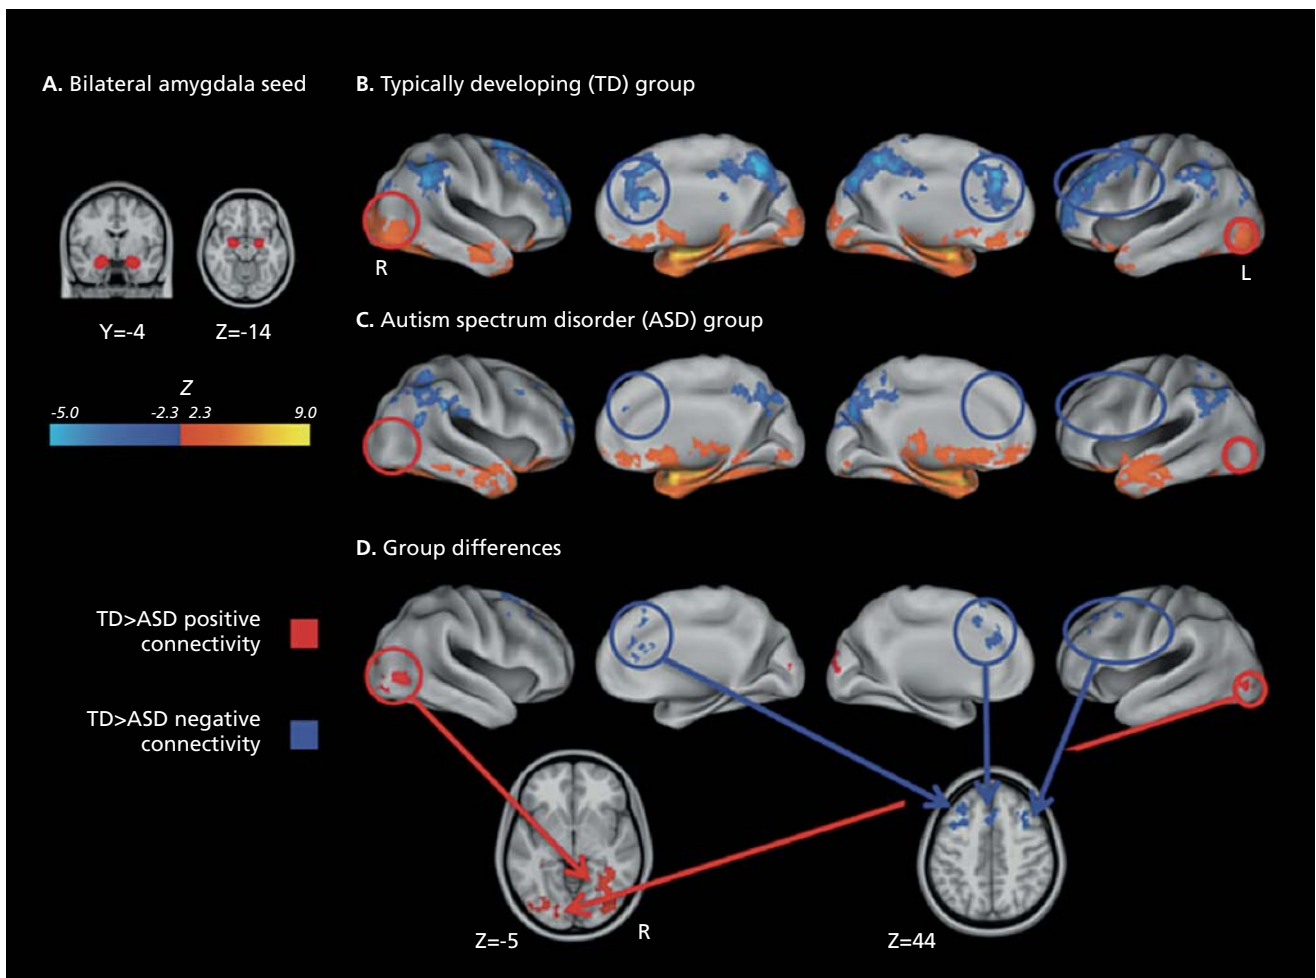 A. Bilateral amygdala seed
B. Typically developing (TD) group
R
L
Y=-4
Z=-14
C. Autism spectrum disorder (ASD) group
Z
-5.0
-2.3
2.3
9.0
D. Group differences
TD>ASD positive
connectivity
TD>ASD negative
connectivity
Z=-5
R
Z=44